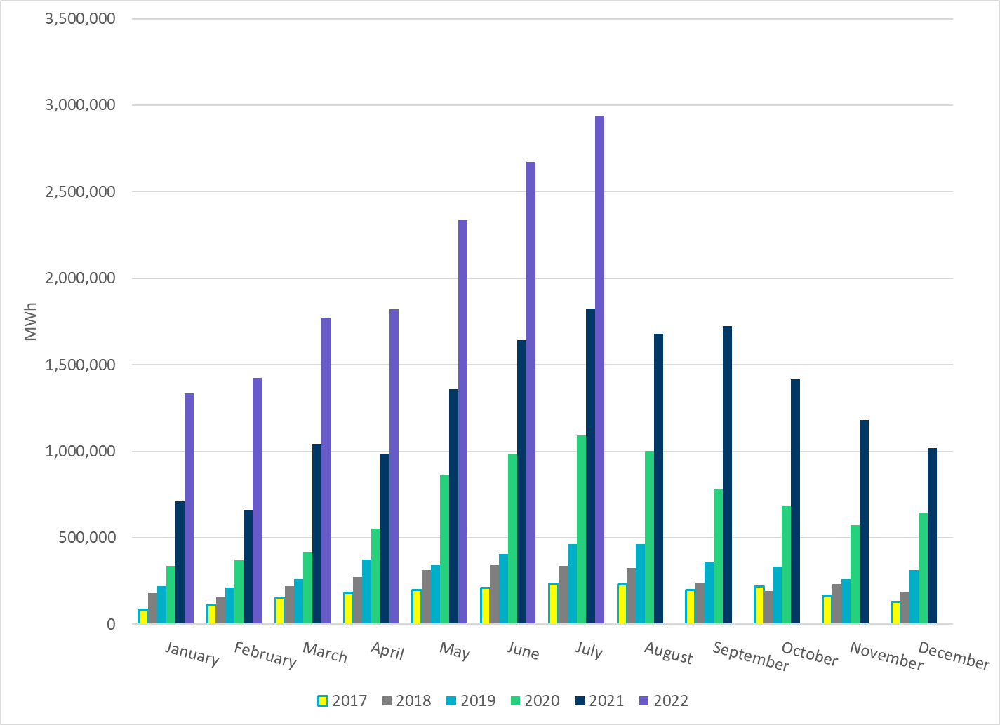 3,500,000
3,000,000
2,500,000
2,000,000
1,500,000
1,000,000
500,000
0
MWh
January February March April May June July August September October November December
2017 2018 2019 2020 2021 2022